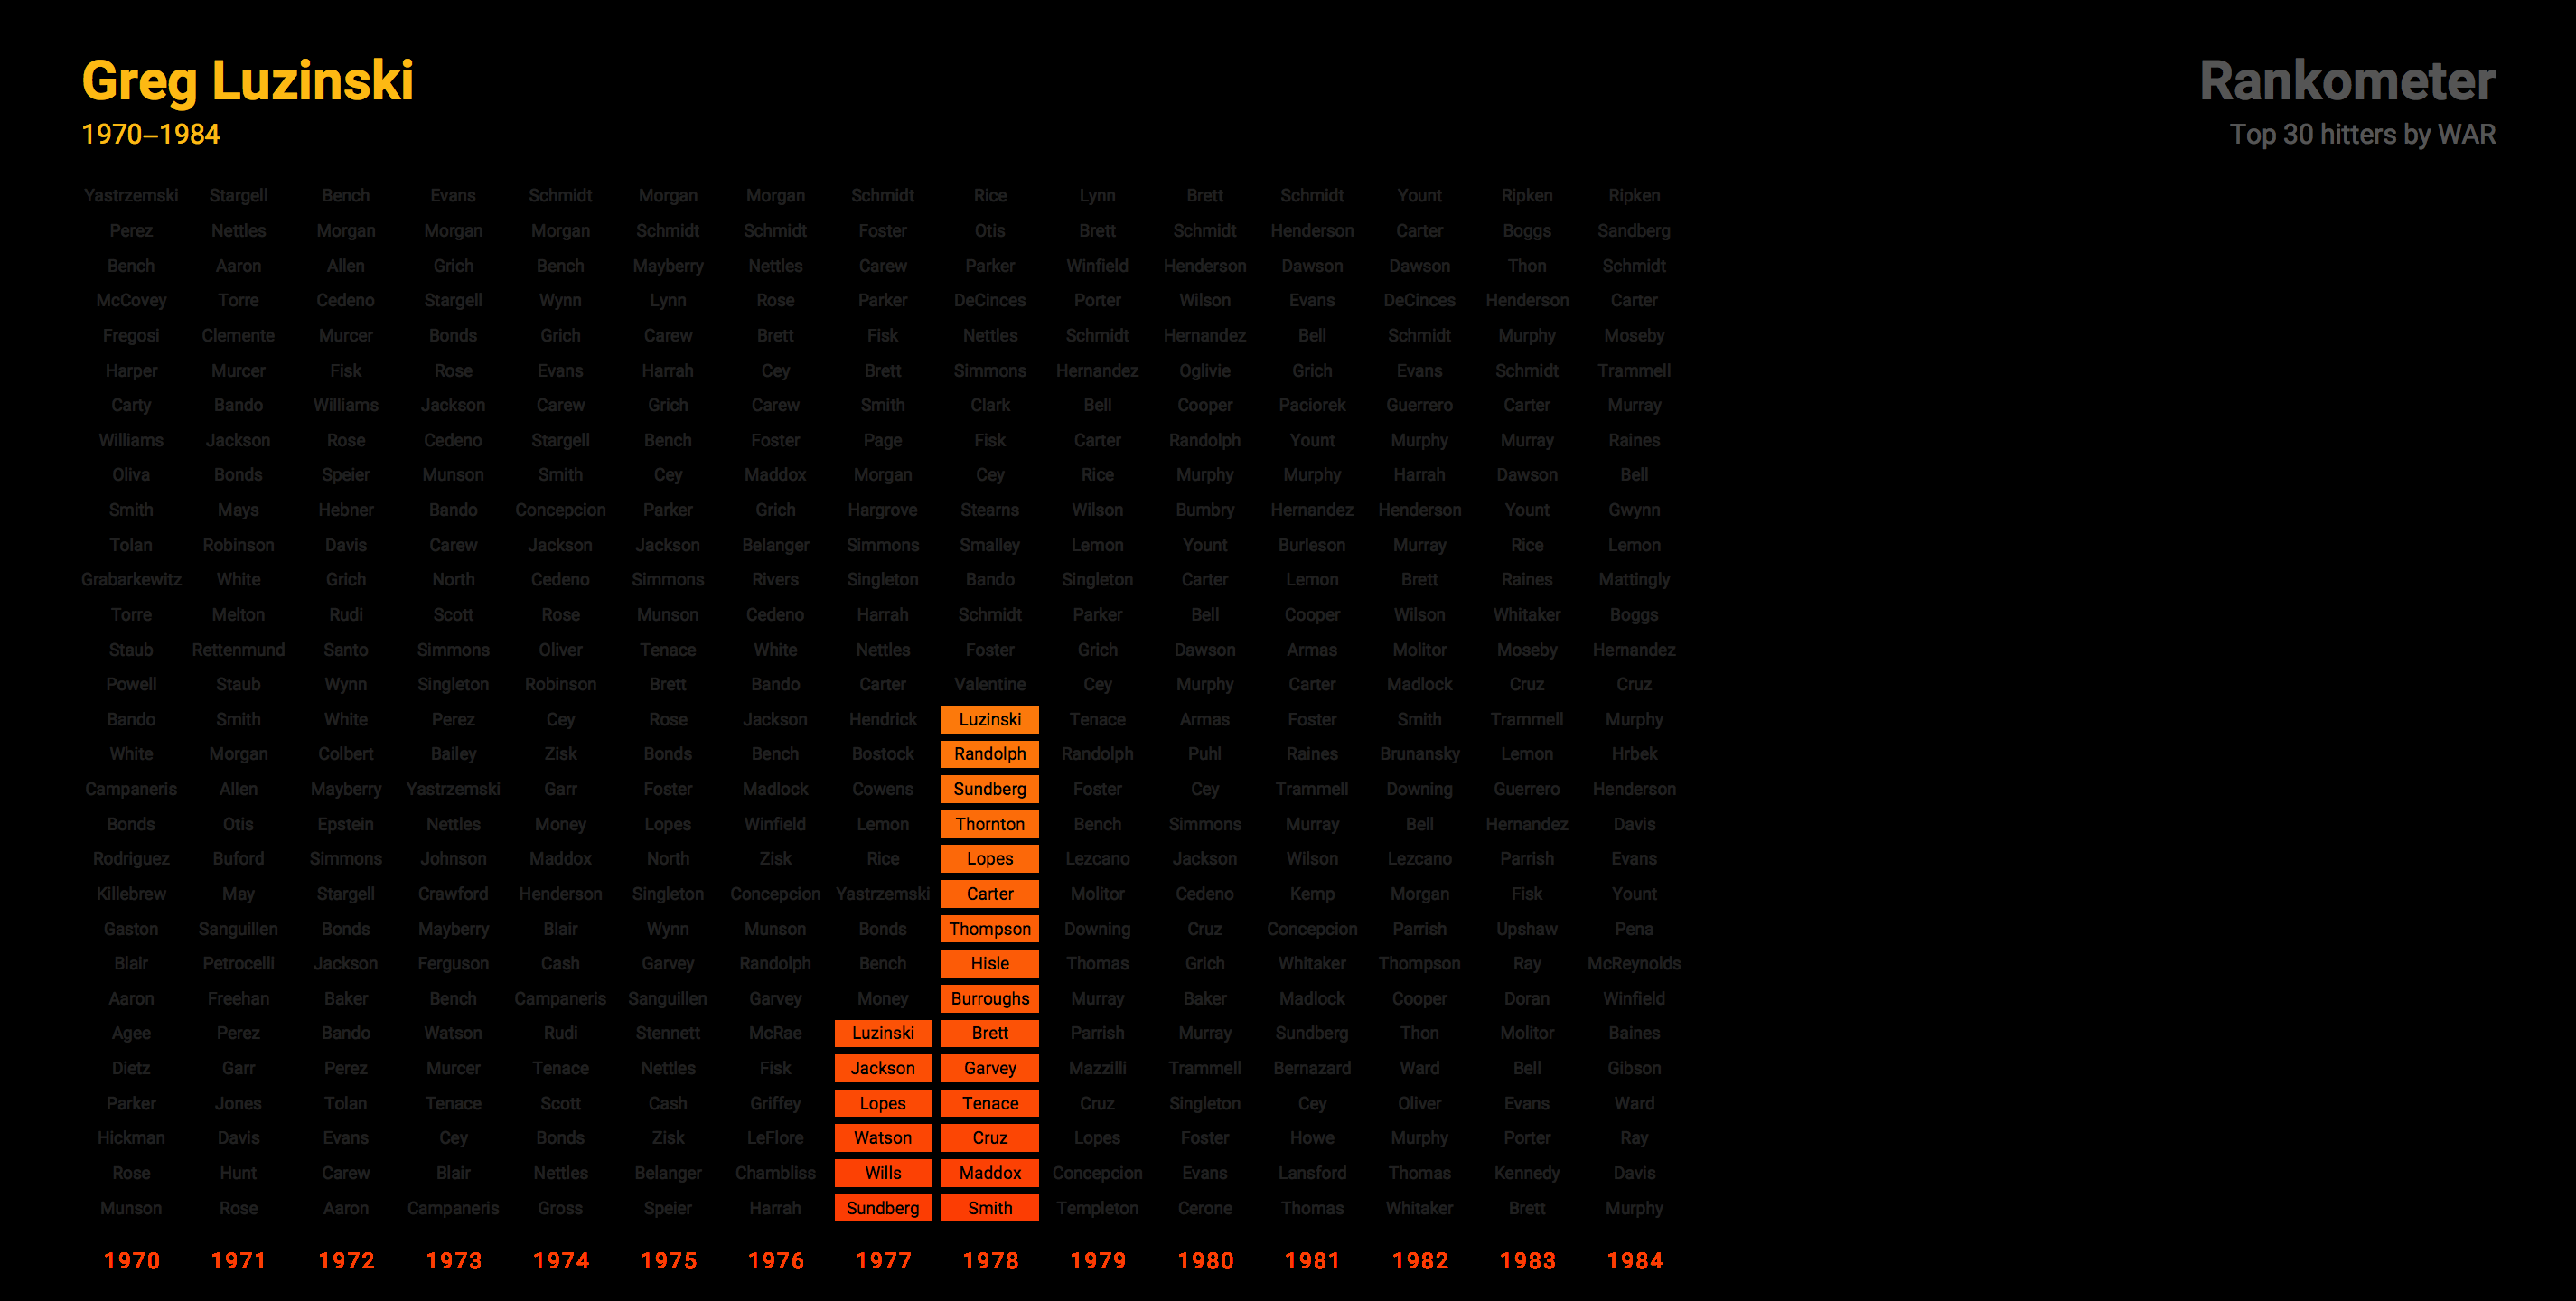 Greg Luzinski
1970–1984
Rankometer
Top 30 hitters by WAR
Yastrzemski Stargell Bench Evans Schmidt Morgan Morgan Schmidt Rice Lynn Brett Schmidt Yount Ripken Ripken
Perez Nettles Morgan Morgan Morgan Schmidt Schmidt Foster Otis Brett Schmidt Henderson Carter Boggs Sandberg
Bench Aaron Allen Grich Bench Mayberry Nettles Carew Parker Winfield Henderson Dawson Dawson Thon Schmidt
McCovey Torre Cedeno Stargell Wynn Lynn Rose Parker DeCinces Porter Wilson Evans DeCinces Henderson Carter
Fregosi Clemente Murcer Bonds Grich Carew Brett Fisk Nettles Schmidt Hernandez Bell Schmidt Murphy Moseby
Harper Murcer Fisk Rose Evans Harrah Cey Brett Simmons Hernandez Oglivie Grich Evans Schmidt Trammell
Carty Bando Williams Jackson Carew Grich Carew Smith Clark Bell Cooper Paciorek Guerrero Carter Murray
Williams Jackson Rose Cedeno Stargell Bench Foster Page Fisk Carter Randolph Yount Murphy Murray Raines
Oliva Bonds Speier Munson Smith Cey Maddox Morgan Cey Rice Murphy Murphy Harrah Dawson Bell
Smith Mays Hebner Bando Concepcion Parker Grich Hargrove Stearns Wilson Bumbry Hernandez Henderson Yount Gwynn
Tolan Robinson Davis Carew Jackson Jackson Belanger Simmons Smalley Lemon Yount Burleson Murray Rice Lemon
Grabarkewitz White Grich North Cedeno Simmons Rivers Singleton Bando Singleton Carter Lemon Brett Raines Mattingly
Torre Melton Rudi Scott Rose Munson Cedeno Harrah Schmidt Parker Bell Cooper Wilson Whitaker Boggs
Staub Rettenmund Santo Simmons Oliver Tenace White Nettles Foster Grich Dawson Armas Molitor Moseby Hernandez
Powell Staub Wynn Singleton Robinson Brett Bando Carter Valentine Cey Murphy Carter Madlock Cruz Cruz
Bando Smith White Perez Cey Rose Jackson Hendrick Luzinski Tenace Armas Foster Smith Trammell Murphy
White Morgan Colbert Bailey Zisk Bonds Bench Bostock Randolph Randolph Puhl Raines Brunansky Lemon Hrbek
Campaneris Allen Mayberry Yastrzemski Garr Foster Madlock Cowens Sundberg Foster Cey Trammell Downing Guerrero Henderson
Bonds Otis Epstein Nettles Money Lopes Winfield Lemon Thornton Bench Simmons Murray Bell Hernandez Davis
Rodriguez Buford Simmons Johnson Maddox North Zisk Rice Lopes Lezcano Jackson Wilson Lezcano Parrish Evans
Killebrew May Stargell Crawford Henderson Singleton Concepcion Yastrzemski Carter Molitor Cedeno Kemp Morgan Fisk Yount
Gaston Sanguillen Bonds Mayberry Blair Wynn Munson Bonds Thompson Downing Cruz Concepcion Parrish Upshaw Pena
Blair Petrocelli Jackson Ferguson Cash Garvey Randolph Bench Hisle Thomas Grich Whitaker Thompson Ray McReynolds
Aaron Freehan Baker Bench Campaneris Sanguillen Garvey Money Burroughs Murray Baker Madlock Cooper Doran Winfield
Agee Perez Bando Watson Rudi Stennett McRae Luzinski Brett Parrish Murray Sundberg Thon Molitor Baines
Dietz Garr Perez Murcer Tenace Nettles Fisk Jackson Garvey Mazzilli Trammell Bernazard Ward Bell Gibson
Parker Jones Tolan Tenace Scott Cash Griffey Lopes Tenace Cruz Singleton Cey Oliver Evans Ward
Hickman Davis Evans Cey Bonds Zisk LeFlore Watson Cruz Lopes Foster Howe Murphy Porter Ray
Rose Hunt Carew Blair Nettles Belanger Chambliss Wills Maddox Concepcion Evans Lansford Thomas Kennedy Davis
Munson Rose Aaron Campaneris Gross Speier Harrah Sundberg Smith Templeton Cerone Thomas Whitaker Brett Murphy
1970 1971 1972 1973 1974 1975 1976 1977 1978 1979 1980 1981 1982 1983 1984